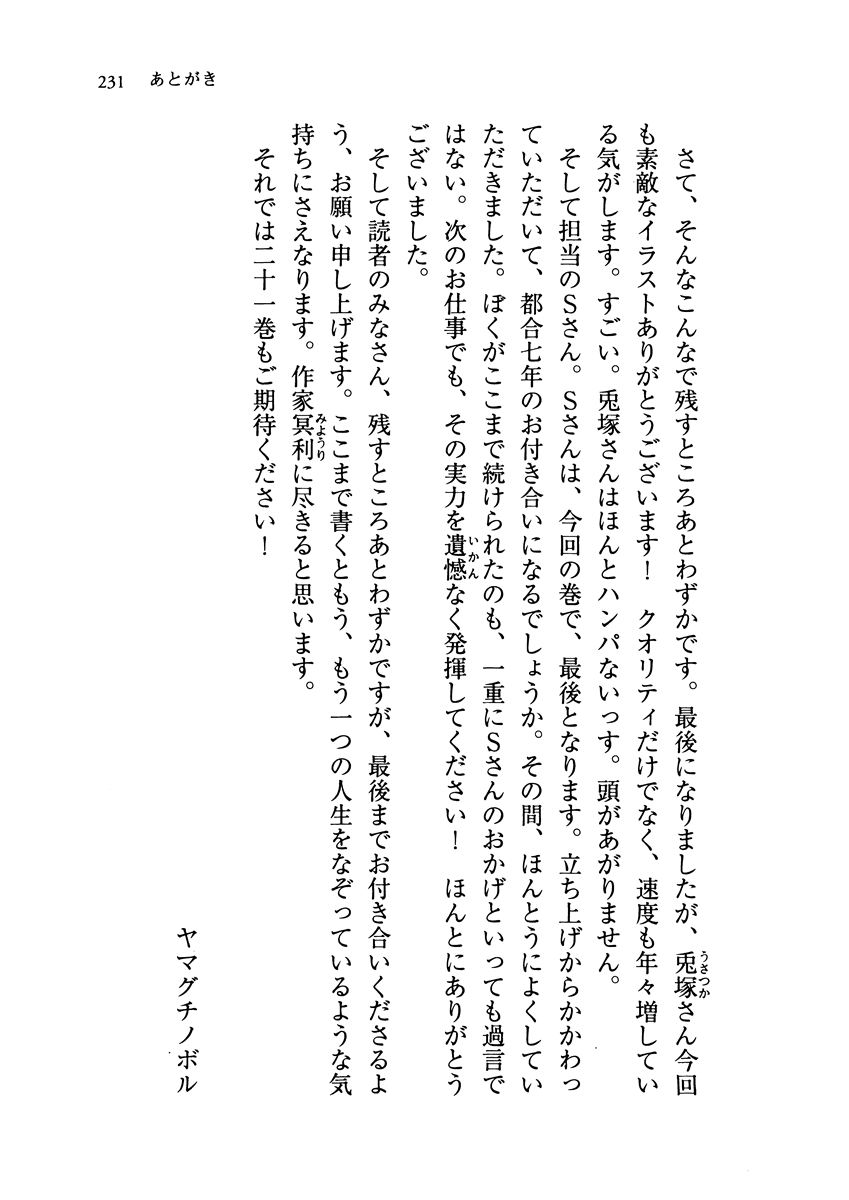 231 あとがき
さて、そんなこんなで残すところあとわずかです。最後になりましたが、兎塚さん今回
うさつか
も素敵なイラストありがとうございます！　クオリティだけでなく、速度も年々増してい
る気がします。すごい。兎塚さんはほんとハンパないっす。頭があがりません。
そして担当のＳさん。Ｓさんは、今回の巻で、最後となります。立ち上げからかかわっ
ていただいて、都合七年のお付き合いになるでしょうか。その間、ほんとうによくしてい
ただきました。ぼくがここまで続けられたのも、一重にＳさんのおかげといっても過言で
はない。次のお仕事でも、その実力を遺憾なく発揮してください！　ほんとにありがとう
いかん
ございました。
そして読者のみなさん、残すところあとわずかですが、最後までお付き合いくださるよ
う、お願い申し上げます。ここまで書くともう、もう一つの人生をなぞっているような気
持ちにさえなります。作家冥利に尽きると思います。
みょうり
それでは二十一巻もご期待ください！
ヤマグチノボル